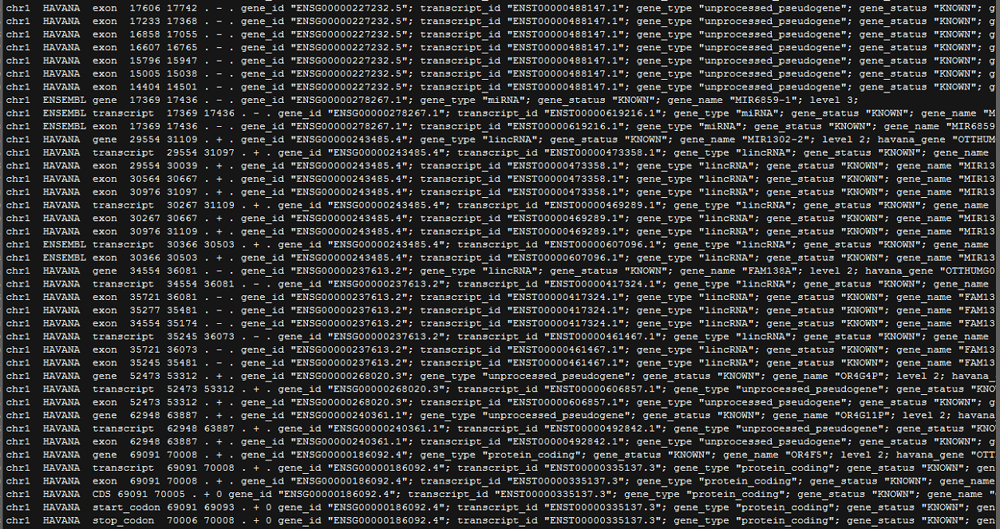 chr1 HAVANA exon 17606 17742 . - . gene_id "ENSG00000227232.5"; transcript_id "ENST00000488147.1"; gene_type "unprocessed_pseudogene"; gene_status "KNOWN"; g
chr1 HAVANA exon 17233 17368 . - . gene_id "ENSG00000227232.5"; transcript_id "ENST00000488147.1"; gene_type "unprocessed_pseudogene"; gene_status "KNOWN"; g
chr1 HAVANA exon 16858 17055 . - . gene_id "ENSG00000227232.5"; transcript_id "ENST00000488147.1"; gene_type "unprocessed_pseudogene"; gene_status "KNOWN"; g
chr1 HAVANA exon 16607 16765 . - . gene_id "ENSG00000227232.5"; transcript_id "ENST00000488147.1"; gene_type "unprocessed_pseudogene"; gene_status "KNOWN"; g
chr1 HAVANA exon 15796 15947 . - . gene_id "ENSG00000227232.5"; transcript_id "ENST00000488147.1"; gene_type "unprocessed_pseudogene"; gene_status "KNOWN"; g
chr1 HAVANA exon 15005 15038 . - . gene_id "ENSG00000227232.5"; transcript_id "ENST00000488147.1"; gene_type "unprocessed_pseudogene"; gene_status "KNOWN"; g
chr1 HAVANA exon 14404 14501 . - . gene_id "ENSG00000227232.5"; transcript_id "ENST00000488147.1"; gene_type "unprocessed_pseudogene"; gene_status "KNOWN"; g
chr1 ENSEMBL gene 17369 17436 . - . gene_id "ENSG00000278267.1"; gene_type "miRNA"; gene_status "KNOWN"; gene_name "MIR6859-1"; level 3;
chr1 ENSEMBL transcript 17369 17436 . - . gene_id "ENSG00000278267.1"; transcript_id "ENST00000619216.1"; gene_type "miRNA"; gene_status "KNOWN"; gene_name "M
chr1 ENSEMBL exon 17369 17436 . - . gene_id "ENSG00000278267.1"; transcript_id "ENST00000619216.1"; gene_type "miRNA"; gene_status "KNOWN"; gene_name "MIR6859
chr1 HAVANA gene 29554 31109 . + . gene_id "ENSG00000243485.4"; gene_type "lincRNA"; gene_status "KNOWN"; gene_name "MIR1302-2"; level 2; havana_gene "OTTHUM
chr1 HAVANA transcript 29554 31097 . + . gene_id "ENSG00000243485.4"; transcript_id "ENST00000473358.1"; gene_type "lincRNA"; gene_status "KNOWN"; gene_name
chr1 HAVANA exon 29554 30039 . + . gene_id "ENSG00000243485.4"; transcript_id "ENST00000473358.1"; gene_type "lincRNA"; gene_status "KNOWN"; gene_name "MIR13
chr1 HAVANA exon 30564 30667 . + . gene_id "ENSG00000243485.4"; transcript_id "ENST00000473358.1"; gene_type "lincRNA"; gene_status "KNOWN"; gene_name "MIR13
chr1 HAVANA exon 30976 31097 . + . gene_id "ENSG00000243485.4"; transcript_id "ENST00000473358.1"; gene_type "lincRNA"; gene_status "KNOWN"; gene_name "MIR13
chr1 HAVANA transcript 30267 31109 . + . gene_id "ENSG00000243485.4"; transcript_id "ENST00000469289.1"; gene_type "lincRNA"; gene_status "KNOWN"; gene_name
chr1 HAVANA exon 30267 30667 . + . gene_id "ENSG00000243485.4"; transcript_id "ENST00000469289.1"; gene_type "lincRNA"; gene_status "KNOWN"; gene_name "MIR13
chr1 HAVANA exon 30976 31109 . + . gene_id "ENSG00000243485.4"; transcript_id "ENST00000469289.1"; gene_type "lincRNA"; gene_status "KNOWN"; gene_name "MIR13
chr1 ENSEMBL transcript 30366 30503 . + . gene_id "ENSG00000243485.4"; transcript_id "ENST00000607096.1"; gene_type "lincRNA"; gene_status "KNOWN"; gene_name
chr1 ENSEMBL exon 30366 30503 . + . gene_id "ENSG00000243485.4"; transcript_id "ENST00000607096.1"; gene_type "lincRNA"; gene_status "KNOWN"; gene_name "MIR13
chr1 HAVANA gene 34554 36081 . - . gene_id "ENSG00000237613.2"; gene_type "lincRNA"; gene_status "KNOWN"; gene_name "FAM138A"; level 2; havana_gene "OTTHUMG0
chr1 HAVANA transcript 34554 36081 . - . gene_id "ENSG00000237613.2"; transcript_id "ENST00000417324.1"; gene_type "lincRNA"; gene_status "KNOWN"; gene_name
chr1 HAVANA exon 35721 36081 . - . gene_id "ENSG00000237613.2"; transcript_id "ENST00000417324.1"; gene_type "lincRNA"; gene_status "KNOWN"; gene_name "FAM13
chr1 HAVANA exon 35277 35481 . - . gene_id "ENSG00000237613.2"; transcript_id "ENST00000417324.1"; gene_type "lincRNA"; gene_status "KNOWN"; gene_name "FAM13
chr1 HAVANA exon 34554 35174 . - . gene_id "ENSG00000237613.2"; transcript_id "ENST00000417324.1"; gene_type "lincRNA"; gene_status "KNOWN"; gene_name "FAM13
chr1 HAVANA transcript 35245 36073 . - . gene_id "ENSG00000237613.2"; transcript_id "ENST00000461467.1"; gene_type "lincRNA"; gene_status "KNOWN"; gene_name
chr1 HAVANA exon 35721 36073 . - . gene_id "ENSG00000237613.2"; transcript_id "ENST00000461467.1"; gene_type "lincRNA"; gene_status "KNOWN"; gene_name "FAM13
chr1 HAVANA exon 35245 35481 . - . gene_id "ENSG00000237613.2"; transcript_id "ENST00000461467.1"; gene_type "lincRNA"; gene_status "KNOWN"; gene_name "FAM13
chr1 HAVANA gene 52473 53312 . + . gene_id "ENSG00000268020.3"; gene_type "unprocessed_pseudogene"; gene_status "KNOWN"; gene_name "OR4G4P"; level 2; havana_
chr1 HAVANA transcript 52473 53312 . + . gene_id "ENSG00000268020.3"; transcript_id "ENST00000606857.1"; gene_type "unprocessed_pseudogene"; gene_status "KNO
chr1 HAVANA exon 52473 53312 . + . gene_id "ENSG00000268020.3"; transcript_id "ENST00000606857.1"; gene_type "unprocessed_pseudogene"; gene_status "KNOWN"; g
chr1 HAVANA gene 62948 63887 . + . gene_id "ENSG00000240361.1"; gene_type "unprocessed_pseudogene"; gene_status "KNOWN"; gene_name "OR4G11P"; level 2; havana
chr1 HAVANA transcript 62948 63887 . + . gene_id "ENSG00000240361.1"; transcript_id "ENST00000492842.1"; gene_type "unprocessed_pseudogene"; gene_status "KNO
chr1 HAVANA exon 62948 63887 . + . gene_id "ENSG00000240361.1"; transcript_id "ENST00000492842.1"; gene_type "unprocessed_pseudogene"; gene_status "KNOWN"; g
chr1 HAVANA gene 69091 70008 . + . gene_id "ENSG00000186092.4"; gene_type "protein_coding"; gene_status "KNOWN"; gene_name "OR4F5"; level 2; havana_gene "OTT
chr1 HAVANA transcript 69091 70008 . + . gene_id "ENSG00000186092.4"; transcript_id "ENST00000335137.3"; gene_type "protein_coding"; gene_status "KNOWN"; gen
chr1 HAVANA exon 69091 70008 . + . gene_id "ENSG00000186092.4"; transcript_id "ENST00000335137.3"; gene_type "protein_coding"; gene_status "KNOWN"; gene_name
chr1 HAVANA CDS 69091 70005 . + 0 gene_id "ENSG00000186092.4"; transcript_id "ENST00000335137.3"; gene_type "protein_coding"; gene_status "KNOWN"; gene_name "
chr1 HAVANA start_codon 69091 69093 . + 0 gene_id "ENSG00000186092.4"; transcript_id "ENST00000335137.3"; gene_type "protein_coding"; gene_status "KNOWN"; gen
chr1 HAVANA stop_codon 70006 70008 . + 0 gene_id "ENSG00000186092.4"; transcript_id "ENST00000335137.3"; gene_type "protein_coding"; gene_status "KNOWN"; gen